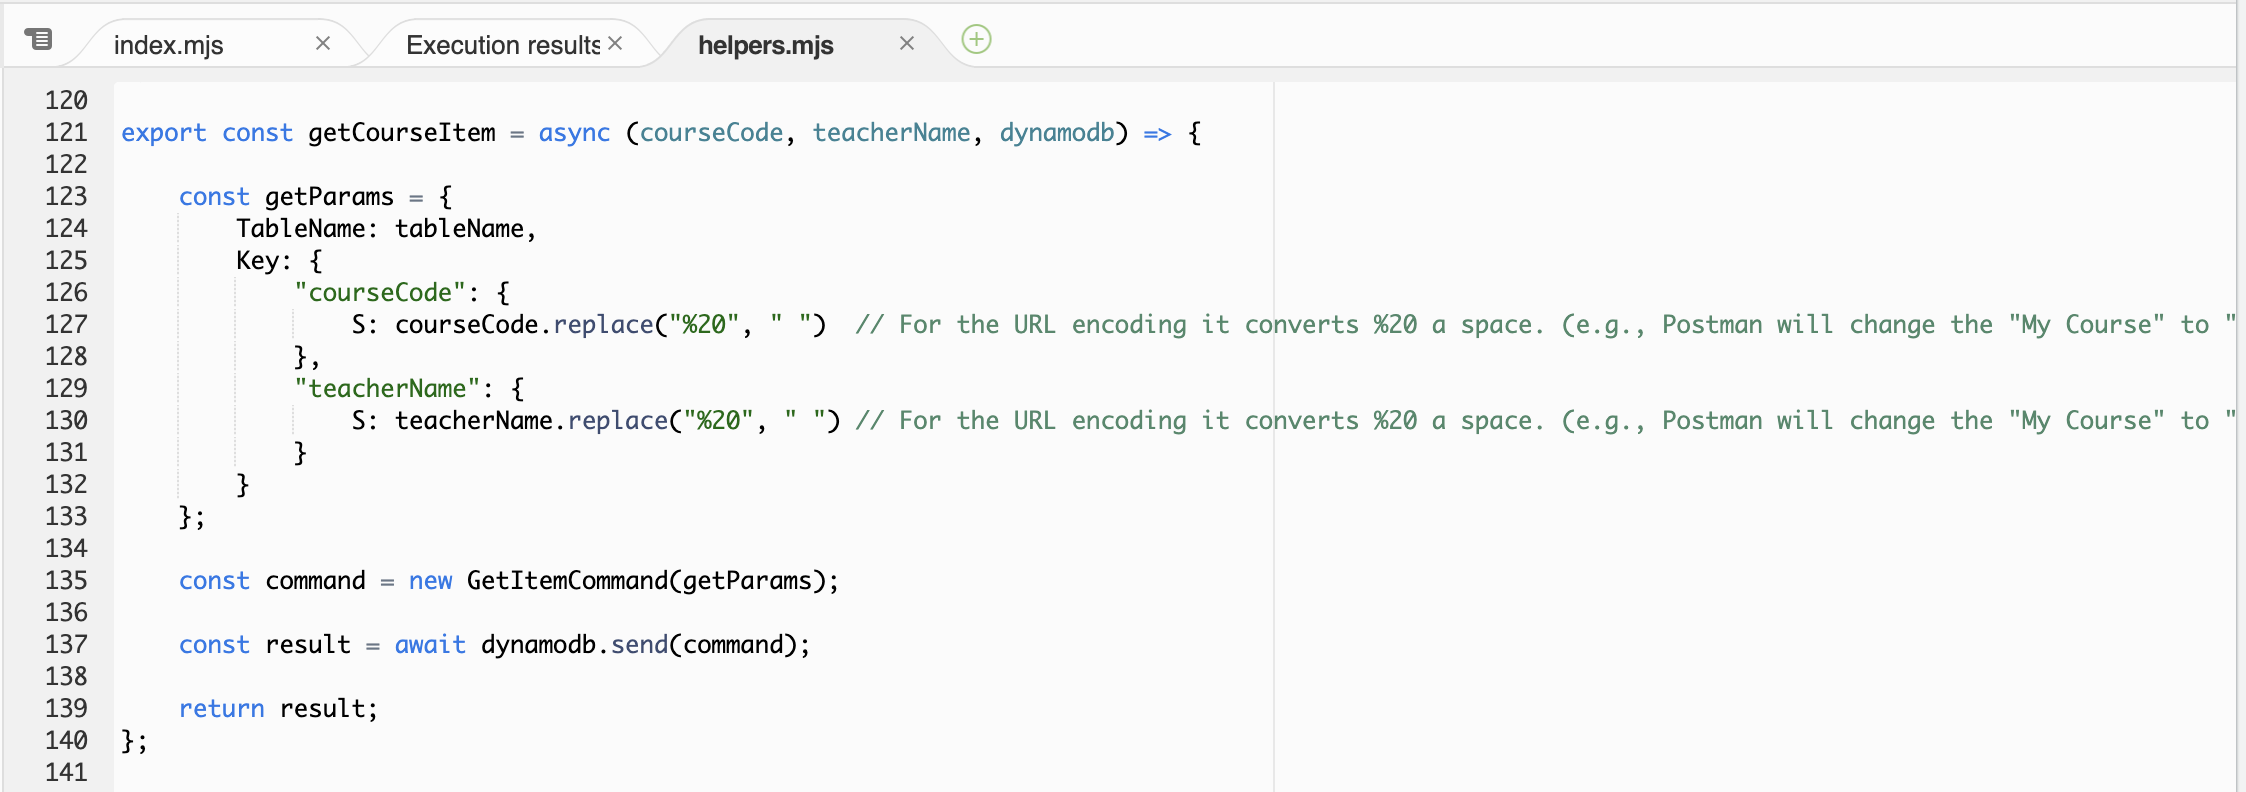 index.mjs
Execution results
helpers.mjs
120
121 export const getCourseItem = async (courseCode, teacherName, dynamodb) => {
122
123 const getParams = {
124 TableName: tableName,
125 Key: {
126 "courseCode": {
127 S: courseCode.replace("%20", " ")  // For the URL encoding it converts %20 a space. (e.g., Postman will change the "My Course" to "
128 },
129 "teacherName": {
130 S: teacherName.replace("%20", " ") // For the URL encoding it converts %20 a space. (e.g., Postman will change the "My Course" to "
131 }
132 }
133 };
134
135 const command = new GetItemCommand(getParams);
136
137 const result = await dynamodb.send(command);
138
139 return result;
140 };
141